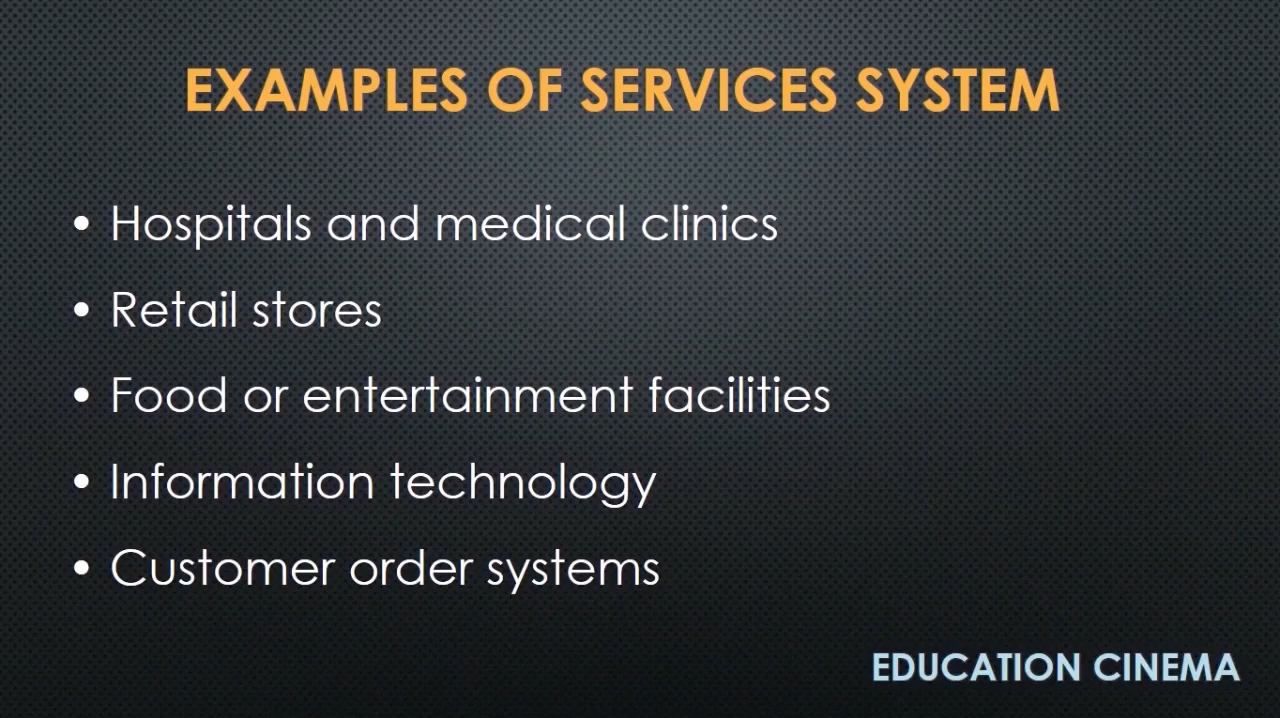 EXAMPLES OF SERVICES SYSTEM
• Hospitals and medical clinics
• Retail stores
• Food or entertainment facilities
• Information technology
• Customer order systems
EDUCATION CINEMA